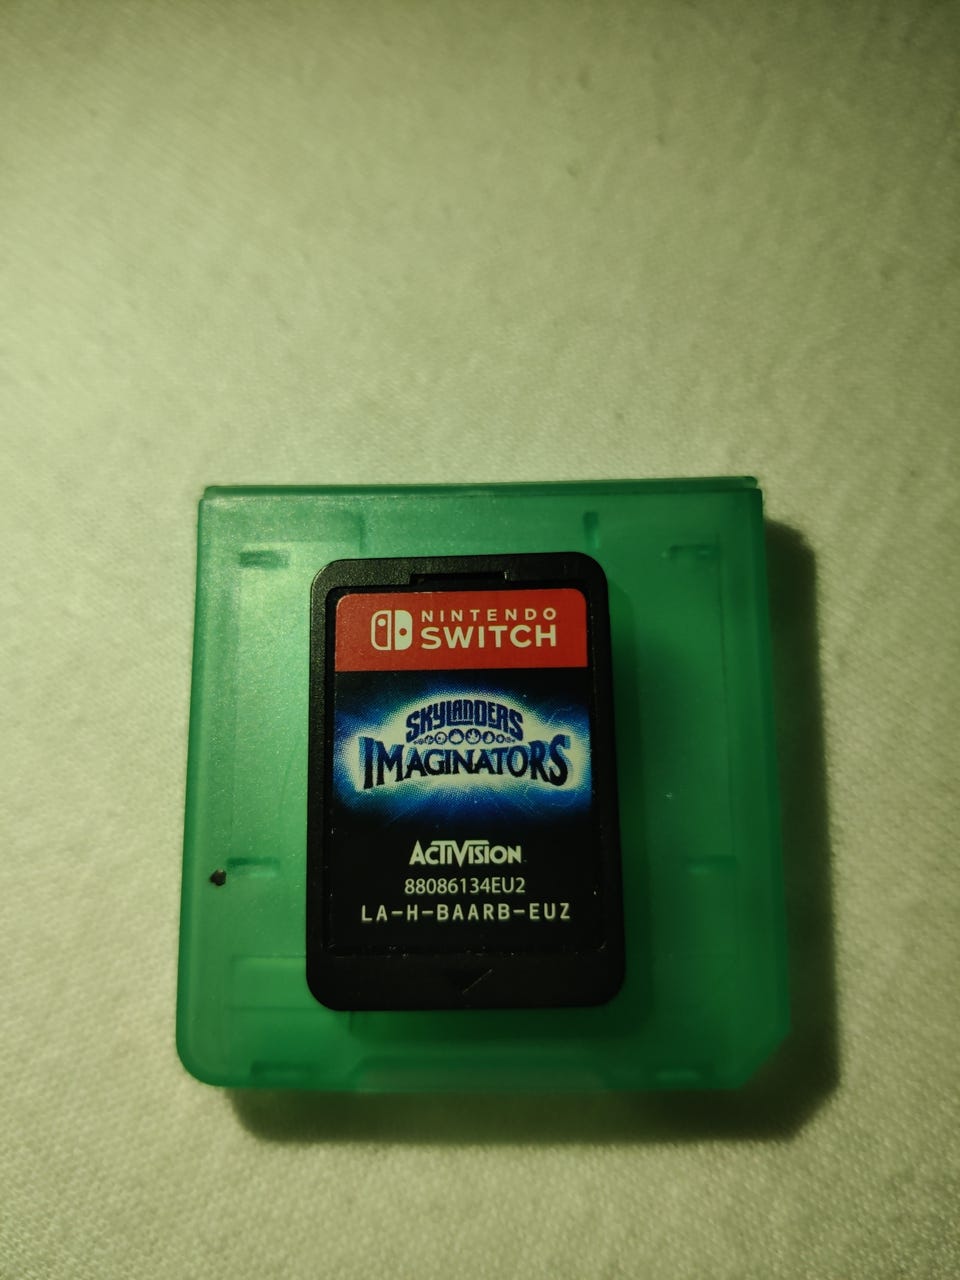 NINTENDO
SWITCH
SKYLANDERS
IMAGINATORS
ACTIVISION
88086134EU2
LA-H-BAARB-EUZ